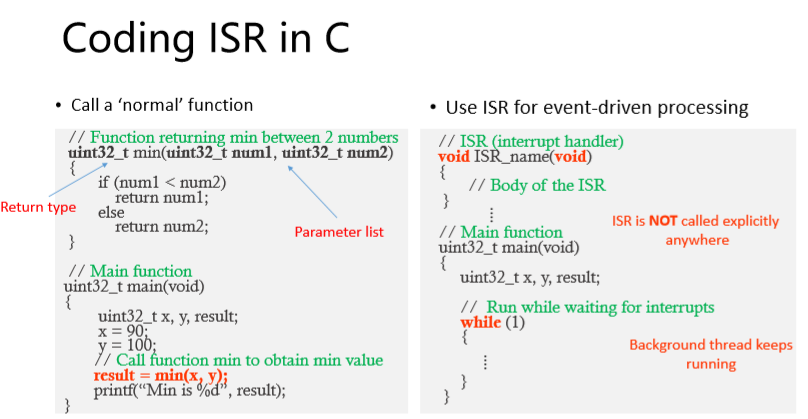 Coding ISR in C
• Call a ‘normal’ function
// Function returning min between 2 numbers
uint32_t min(uint32_t num1, uint32_t num2)
{
if (num1 < num2)
return num1;
else
return num2;
}
Return type
Parameter list
// Main function
uint32_t main(void)
{
uint32_t x, y, result;
x = 90;
y = 100;
// Call function min to obtain min value
result = min(x, y);
printf(“Min is %d”, result);
}
• Use ISR for event-driven processing
// ISR (interrupt handler)
void ISR_name(void)
{
// Body of the ISR
}
⋮
ISR is NOT called explicitly
anywhere
// Main function
uint32_t main(void)
{
uint32_t x, y, result;
// Run while waiting for interrupts
while (1)
{
⋮
}
}
Background thread keeps
running